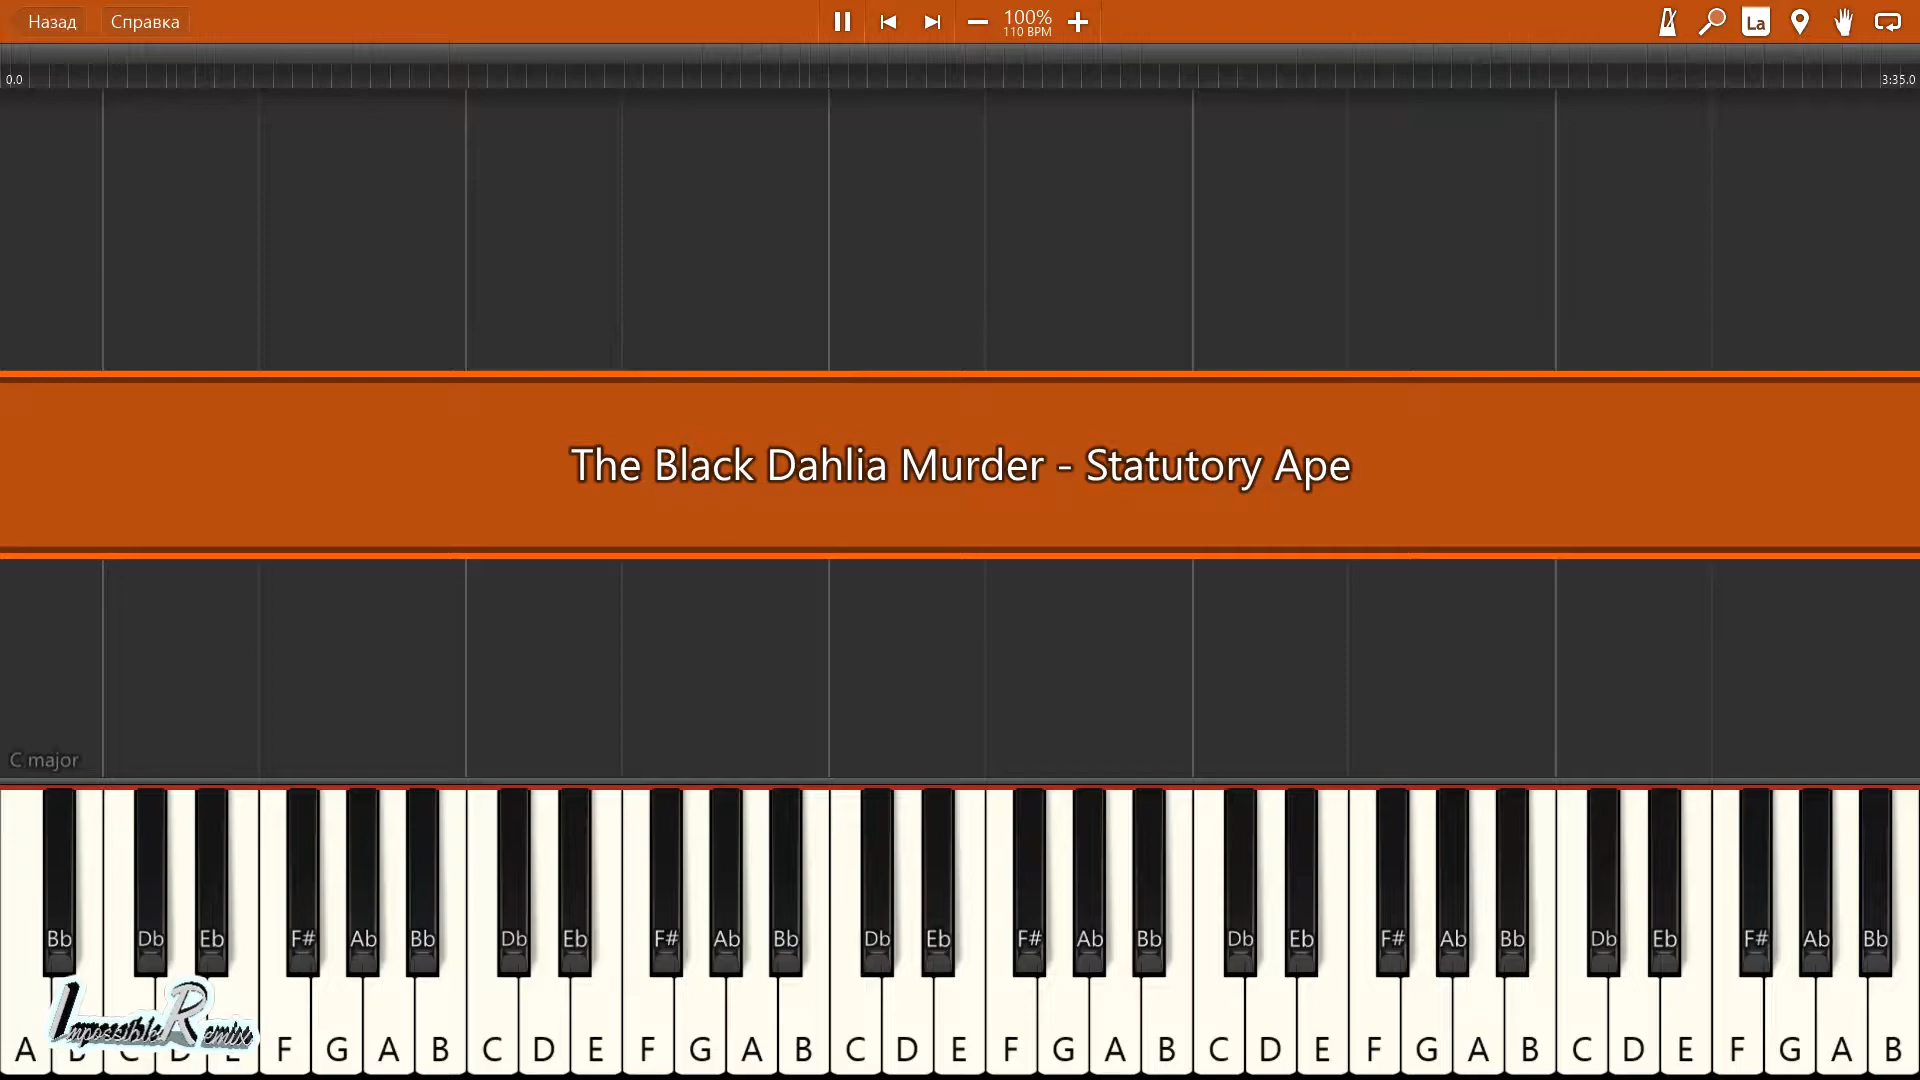 Назад Справка 100% La
110 BPM
0.0 3:35.0
The Black Dahlia Murder - Statutory Ape
C major
Bb Db Eb F# Ab Bb Db Eb F# Ab Bb Db Eb F# Ab Bb Db Eb F# Ab Bb Db Eb F# Ab Bb
Impossible Remix
A B C D E F G A B C D E F G A B C D E F G A B C D E F G A B C D E F G A B